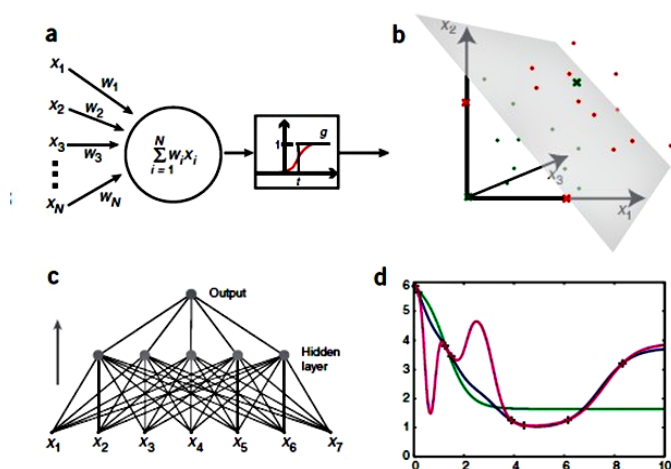 a
X1
X2
X3
XN
W1
W2
W3
WN
N
∑ WiXi
i = 1
1
g
t
b
X2
X3
X1
c
Output
Hidden
layer
X1 X2 X3 X4 X5 X6 X7
d
6
5
4
3
2
1
0
0 2 4 6 8 10